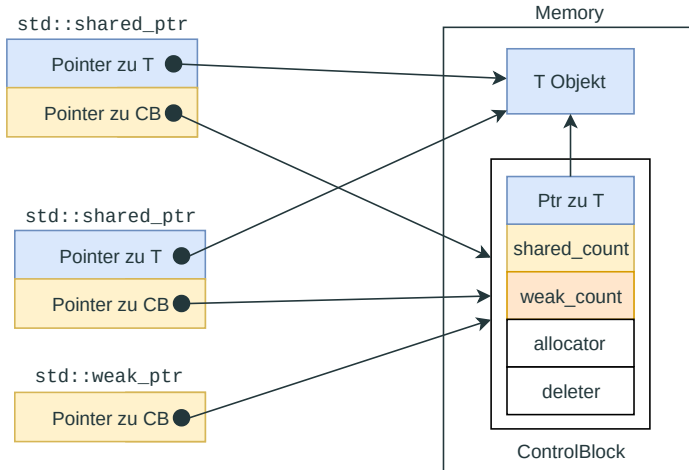 std::shared_ptr
Pointer zu T
Pointer zu CB
std::shared_ptr
Pointer zu T
Pointer zu CB
std::weak_ptr
Pointer zu CB
Memory
T Objekt
Ptr zu T
shared_count
weak_count
allocator
deleter
ControlBlock